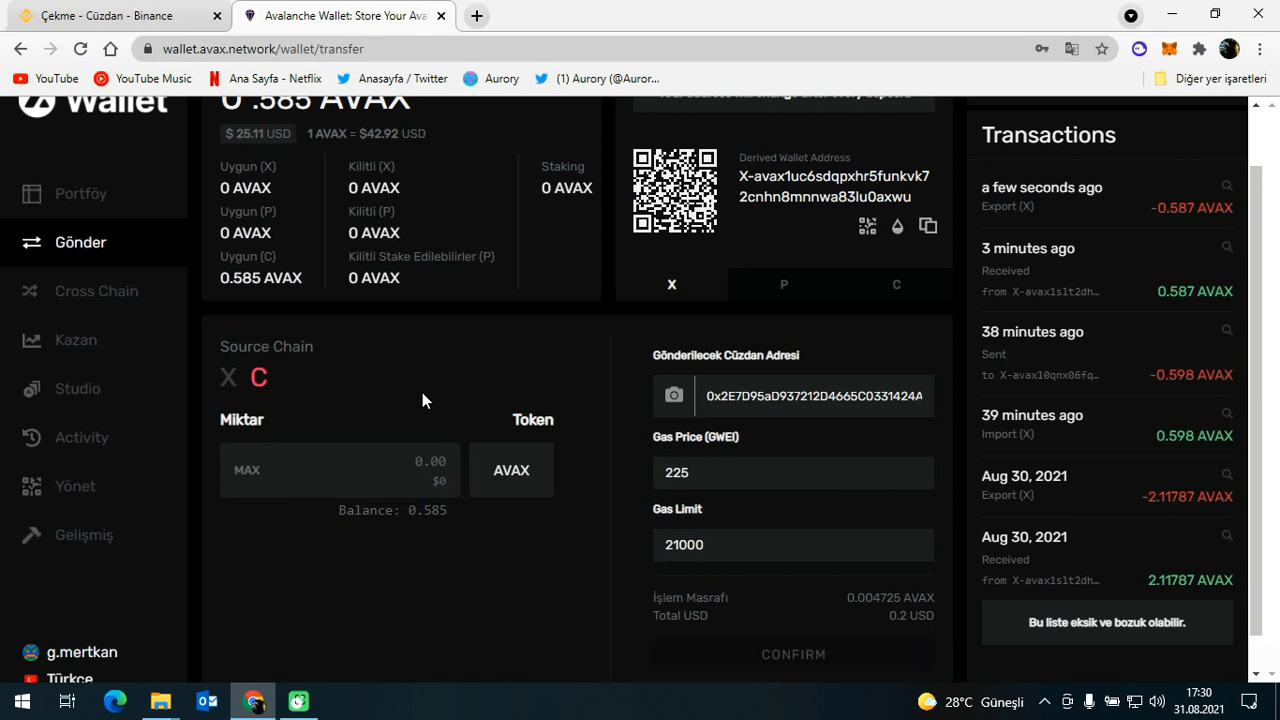 Çekme - Cüzdan - Binance
Avalanche Wallet: Store Your Ava
wallet.avax.network/wallet/transfer
YouTube
YouTube Music
Ana Sayfa - Netflix
Anasayfa / Twitter
Aurory
(1) Aurory (@Auror...
Diğer yer işaretleri
Wallet
Portföy
Gönder
Cross Chain
Kazan
Studio
Activity
Yönet
Gelişmiş
g.mertkan
Türkçe
0 .585 AVAX
$ 25.11 USD
1 AVAX = $42.92 USD
Uygun (X)
0 AVAX
Uygun (P)
0 AVAX
Uygun (C)
0.585 AVAX
Kilitli (X)
0 AVAX
Kilitli (P)
0 AVAX
Kilitli Stake Edilebilirler (P)
0 AVAX
Staking
0 AVAX
Your address will change after every deposit.
Derived Wallet Address
X-avax1uc6sdqpxhr5funkvk7
2cnhn8mnnwa83lu0axwu
X P C
Source Chain
X C
Miktar Token
MAX 0.00
$0
AVAX
Balance: 0.585
Gönderilecek Cüzdan Adresi
0x2E7D95aD937212D4665C0331424A
Gas Price (GWEI)
225
Gas Limit
21000
İşlem Masrafı 0.004725 AVAX
Total USD 0.2 USD
CONFIRM
Transactions
a few seconds ago
Export (X) -0.587 AVAX
3 minutes ago
Received
from X-avax1slt2dh… 0.587 AVAX
38 minutes ago
Sent
to X-avax10qnx06fq… -0.598 AVAX
39 minutes ago
Import (X) 0.598 AVAX
Aug 30, 2021
Export (X) -2.11787 AVAX
Aug 30, 2021
Received
from X-avax1slt2dh… 2.11787 AVAX
Bu liste eksik ve bozuk olabilir.
28°C Güneşli
17:30
31.08.2021